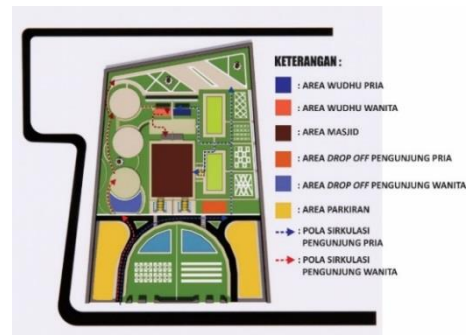 KETERANGAN :
: AREA WUDHU PRIA
: AREA WUDHU WANITA
: AREA MASJID
: AREA DROP OFF PENGUNJUNG PRIA
: AREA DROP OFF PENGUNJUNG WANITA
: AREA PARKIRAN
: POLA SIRKULASI
PENGUNJUNG PRIA
: POLA SIRKULASI
PENGUNJUNG WANITA